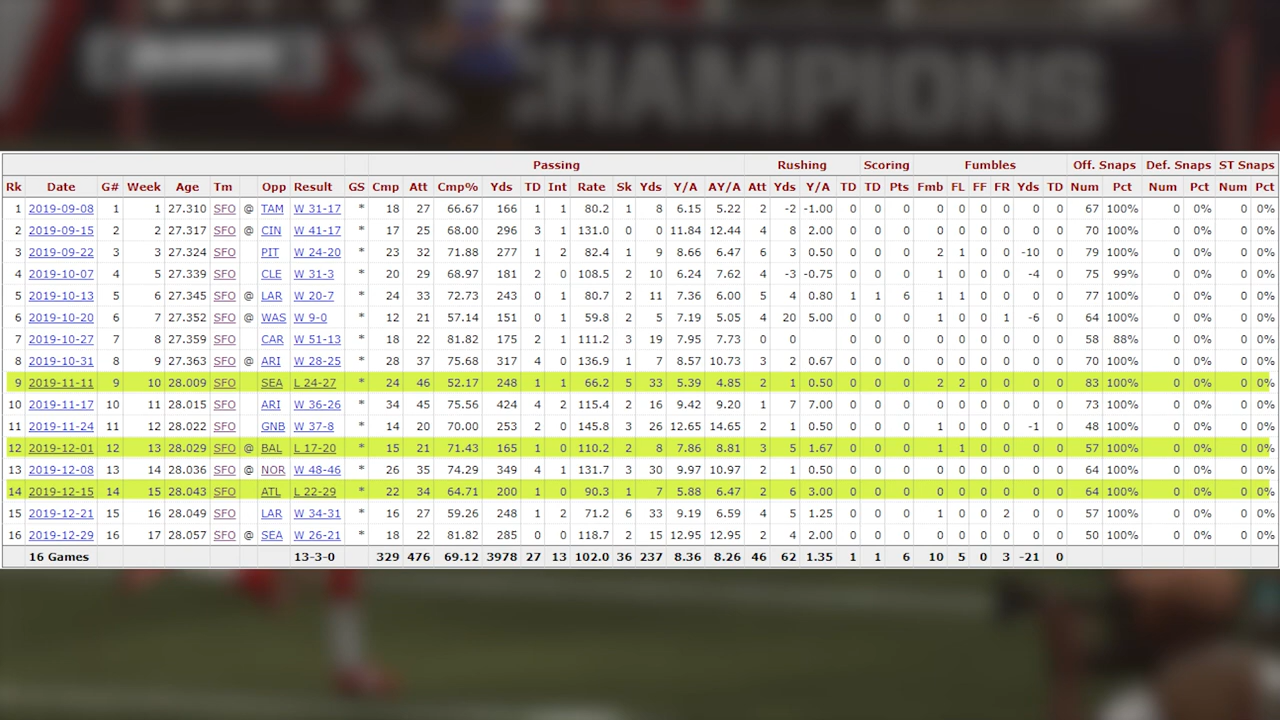 CHAMPIONS
Passing Rushing Scoring Fumbles Off. Snaps Def. Snaps ST Snaps
Rk Date G# Week Age Tm Opp Result GS Cmp Att Cmp% Yds TD Int Rate Sk Yds Y/A AY/A Att Yds Y/A TD TD Pts Fmb FL FF FR Yds TD Num Pct Num Pct Num Pct
1 2019-09-08 1 1 27.310 SFO @ TAM W 31-17 * 18 27 66.67 166 1 1 80.2 1 8 6.15 5.22 2 -2 -1.00 0 0 0 0 0 0 0 0 0 67 100% 0 0% 0 0%
2 2019-09-15 2 2 27.317 SFO @ CIN W 41-17 * 17 25 68.00 296 3 1 131.0 0 0 11.84 12.44 4 8 2.00 0 0 0 0 0 0 0 0 0 70 100% 0 0% 0 0%
3 2019-09-22 3 3 27.324 SFO PIT W 24-20 * 23 32 71.88 277 1 2 82.4 1 9 8.66 6.47 6 3 0.50 0 0 0 2 1 0 0 -10 0 79 100% 0 0% 0 0%
4 2019-10-07 4 5 27.339 SFO CLE W 31-3 * 20 29 68.97 181 2 0 108.5 2 10 6.24 7.62 4 -3 -0.75 0 0 0 1 0 0 0 -4 0 75 99% 0 0% 0 0%
5 2019-10-13 5 6 27.345 SFO @ LAR W 20-7 * 24 33 72.73 243 0 1 80.7 2 11 7.36 6.00 5 4 0.80 1 1 6 1 1 0 0 0 0 77 100% 0 0% 0 0%
6 2019-10-20 6 7 27.352 SFO @ WAS W 9-0 * 12 21 57.14 151 0 1 59.8 2 5 7.19 5.05 4 20 5.00 0 0 0 1 0 0 1 -6 0 64 100% 0 0% 0 0%
7 2019-10-27 7 8 27.359 SFO CAR W 51-13 * 18 22 81.82 175 2 1 111.2 3 19 7.95 7.73 0 0 0 0 0 0 0 0 0 0 0 58 88% 0 0% 0 0%
8 2019-10-31 8 9 27.363 SFO @ ARI W 28-25 * 28 37 75.68 317 4 0 136.9 1 7 8.57 10.73 3 2 0.67 0 0 0 0 0 0 0 0 0 70 100% 0 0% 0 0%
9 2019-11-11 9 10 28.009 SFO SEA L 24-27 * 24 46 52.17 248 1 1 66.2 5 33 5.39 4.85 2 1 0.50 0 0 0 2 2 0 0 0 0 83 100% 0 0% 0 0%
10 2019-11-17 10 11 28.015 SFO ARI W 36-26 * 34 45 75.56 424 4 2 115.4 2 16 9.42 9.20 1 7 7.00 0 0 0 0 0 0 0 0 0 73 100% 0 0% 0 0%
11 2019-11-24 11 12 28.022 SFO GNB W 37-8 * 14 20 70.00 253 2 0 145.8 3 26 12.65 14.65 2 1 0.50 0 0 0 1 0 0 0 -1 0 48 100% 0 0% 0 0%
12 2019-12-01 12 13 28.029 SFO @ BAL L 17-20 * 15 21 71.43 165 1 0 110.2 2 8 7.86 8.81 3 5 1.67 0 0 0 1 1 0 0 0 0 57 100% 0 0% 0 0%
13 2019-12-08 13 14 28.036 SFO @ NOR W 48-46 * 26 35 74.29 349 4 1 131.7 3 30 9.97 10.97 2 1 0.50 0 0 0 0 0 0 0 0 0 64 100% 0 0% 0 0%
14 2019-12-15 14 15 28.043 SFO ATL L 22-29 * 22 34 64.71 200 1 0 90.3 1 7 5.88 6.47 2 6 3.00 0 0 0 0 0 0 0 0 0 64 100% 0 0% 0 0%
15 2019-12-21 15 16 28.049 SFO LAR W 34-31 * 16 27 59.26 248 1 2 71.2 6 33 9.19 6.59 4 5 1.25 0 0 0 1 0 0 2 0 0 57 100% 0 0% 0 0%
16 2019-12-29 16 17 28.057 SFO @ SEA W 26-21 * 18 22 81.82 285 0 0 118.7 2 15 12.95 12.95 2 4 2.00 0 0 0 0 0 0 0 0 0 50 100% 0 0% 0 0%
16 Games 13-3-0 329 476 69.12 3978 27 13 102.0 36 237 8.36 8.26 46 62 1.35 1 1 6 10 5 0 3 -21 0